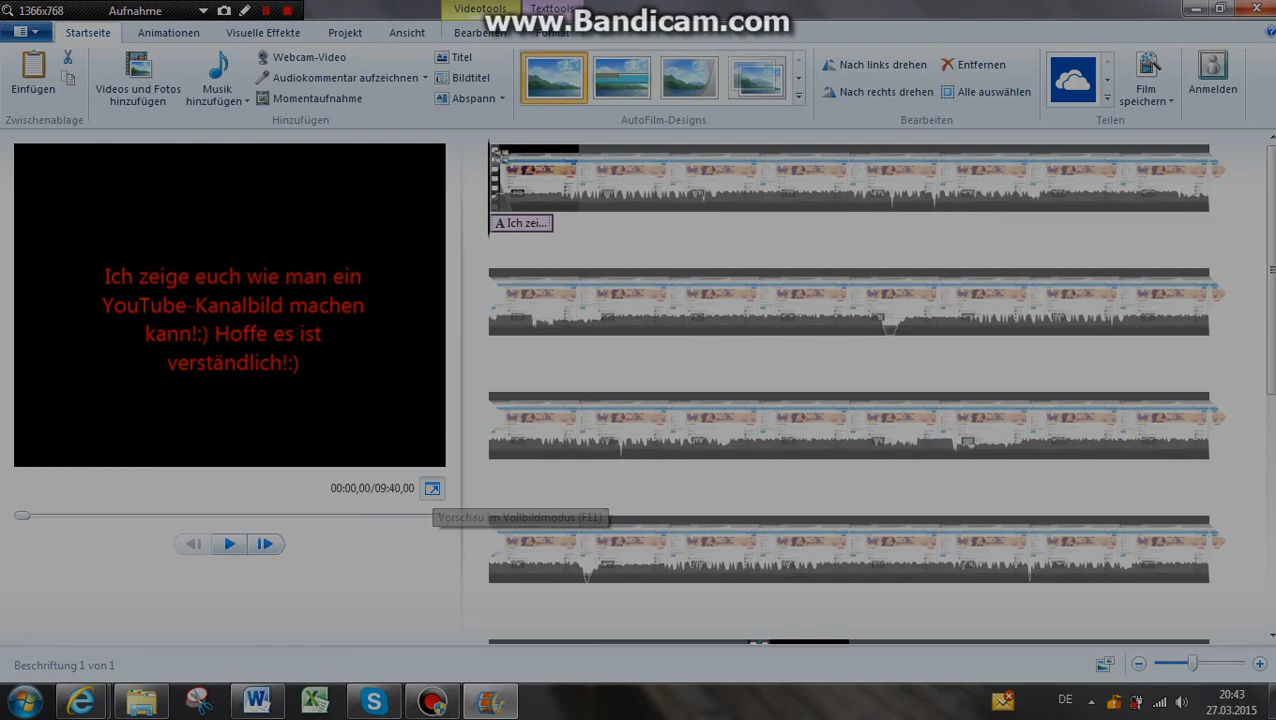 1366x768 Aufnahme
www.Bandicam.com
Videotools Texttools
Startseite Animationen Visuelle Effekte Projekt Ansicht Bearbeiten Format
Einfügen
Zwischenablage
Videos und Fotos
hinzufügen
Musik
hinzufügen
Webcam-Video
Audiokommentar aufzeichnen
Momentaufnahme
Titel
Bildtitel
Abspann
Hinzufügen
AutoFilm-Designs
Nach links drehen
Nach rechts drehen
Entfernen
Alle auswählen
Bearbeiten
Film
speichern
Teilen
Anmelden
Ich zeige euch wie man ein
YouTube-Kanalbild machen
kann!:) Hoffe es ist
verständlich!:)
A Ich zei...
00:00,00/09:40,00
Vorschau im Vollbildmodus (F11)
Beschriftung 1 von 1
DE
20:43
27.03.2015